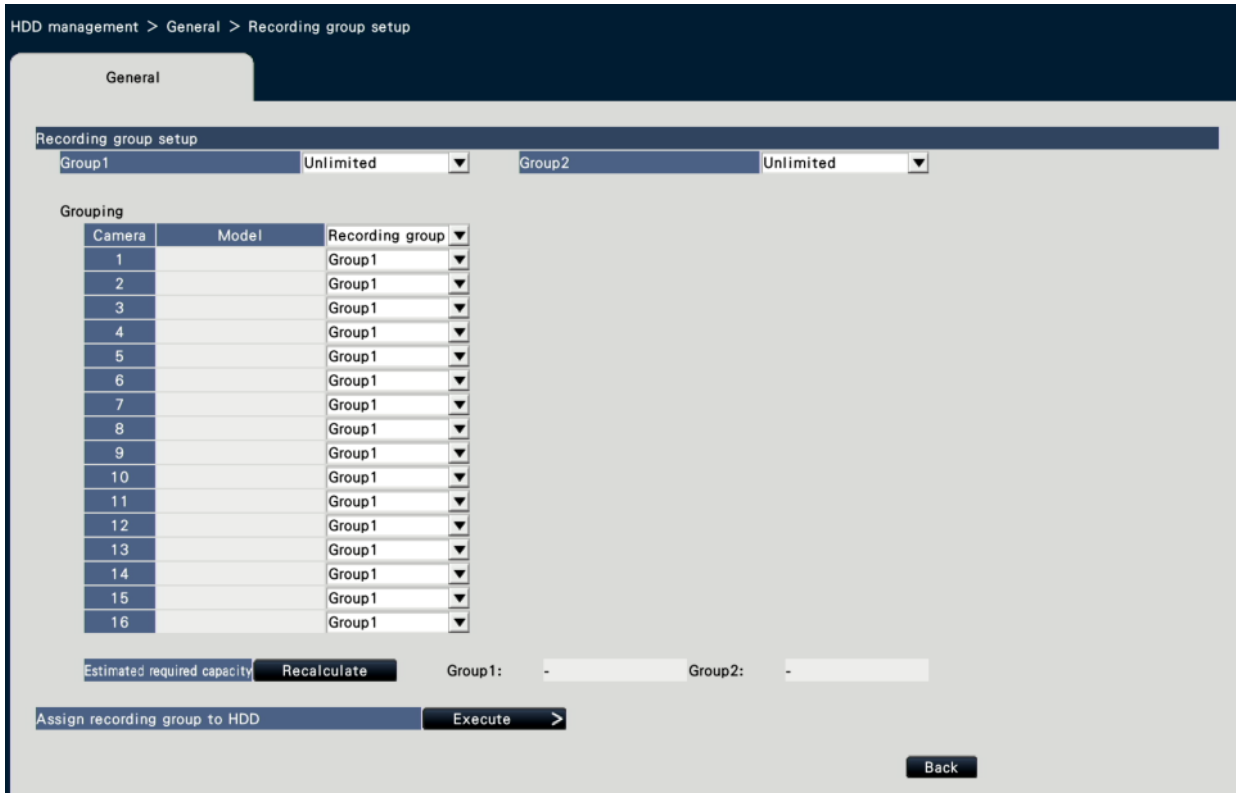 HDD management > General > Recording group setup
General
Recording group setup
Group1 Unlimited Group2 Unlimited
Grouping
Camera Model Recording group
1 Group1
2 Group1
3 Group1
4 Group1
5 Group1
6 Group1
7 Group1
8 Group1
9 Group1
10 Group1
11 Group1
12 Group1
13 Group1
14 Group1
15 Group1
16 Group1
Estimated required capacity Recalculate Group1: - Group2: -
Assign recording group to HDD Execute >
Back